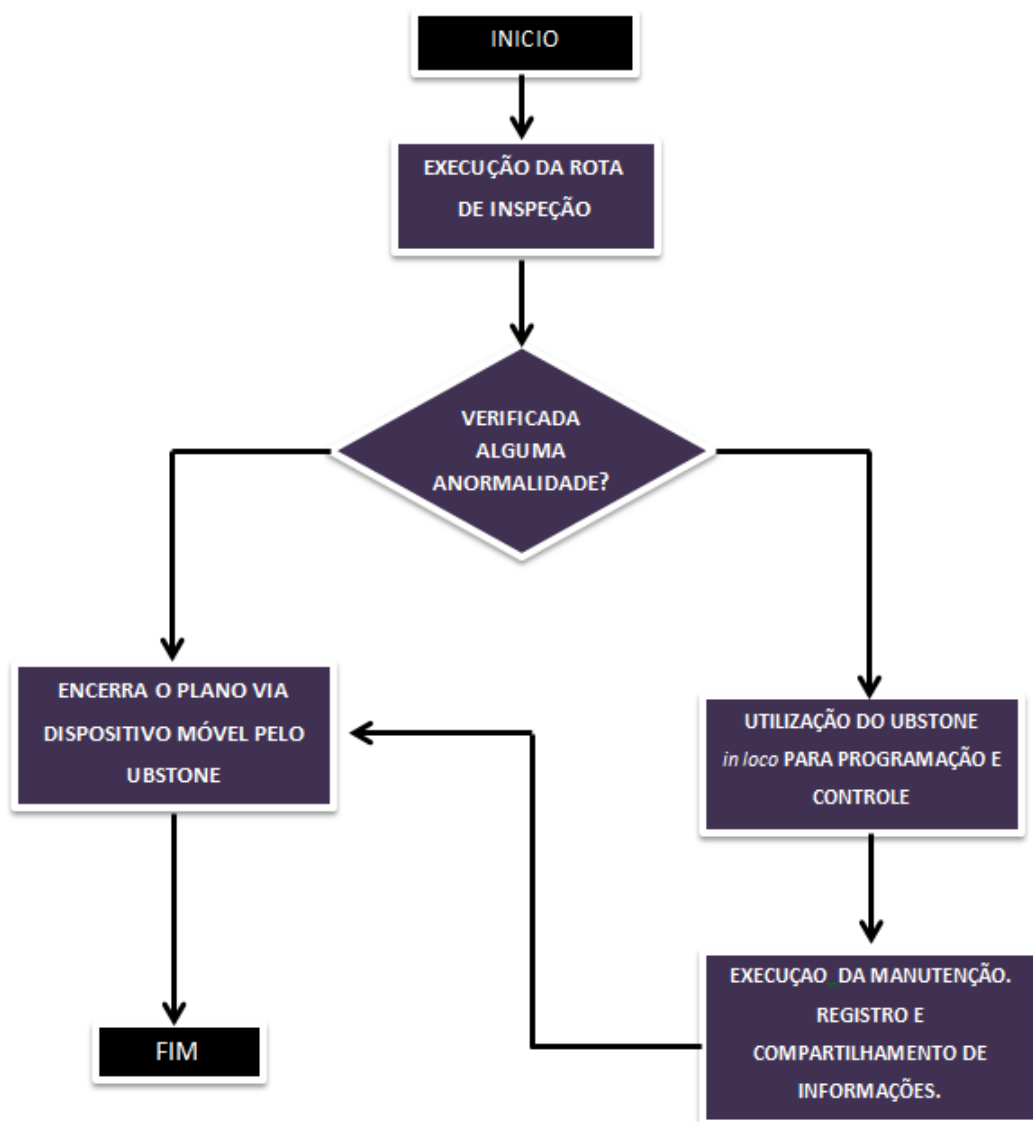 INICIO
EXECUÇÃO DA ROTA
DE INSPEÇÃO
VERIFICADA
ALGUMA
ANORMALIDADE?
ENCERRA O PLANO VIA
DISPOSITIVO MÓVEL PELO
UBSTONE
UTILIZAÇÃO DO UBSTONE
in loco PARA PROGRAMAÇÃO E
CONTROLE
EXECUÇAO DA MANUTENÇÃO.
REGISTRO E
COMPARTILHAMENTO DE
INFORMAÇÕES.
FIM